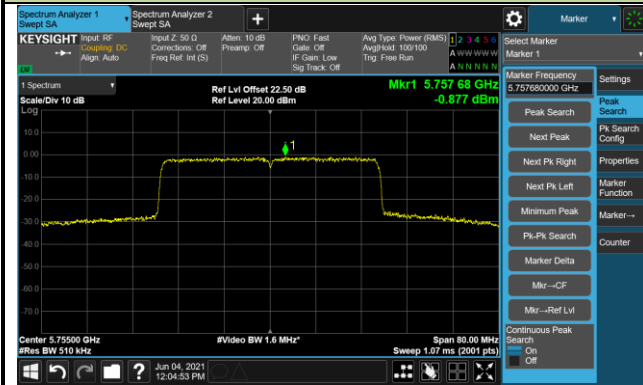 Spectrum Analyzer 1
Swept SA
Spectrum Analyzer 2
Swept SA
Marker
KEYSIGHT
Input: RF
Coupling: DC
Align: Auto
Input Z: 50 Ω
Corrections: Off
Freq Ref: Int (S)
Atten: 10 dB
Preamp: Off
PNO: Fast
Gate: Off
IF Gain: Low
Sig Track: Off
Avg Type: Power (RMS)
Avg|Hold: 100/100
Trig: Free Run
1 2 3 4 5 6
A W W W W W
A N N N N N
Select Marker
Marker 1
1 Spectrum
Scale/Div 10 dB
Log
Ref Lvl Offset 22.50 dB
Ref Level 20.00 dBm
Mkr1 5.757 68 GHz
-0.877 dBm
10.0
0.00
-10.0
-20.0
-30.0
-40.0
-50.0
-60.0
-70.0
1
Center 5.75500 GHz
#Res BW 510 kHz
#Video BW 1.6 MHz*
Span 80.00 MHz
Sweep 1.07 ms (2001 pts)
Marker Frequency
5.757680000 GHz
Peak Search
Next Peak
Next Pk Right
Next Pk Left
Minimum Peak
Pk-Pk Search
Marker Delta
Mkr→CF
Mkr→Ref Lvl
Continuous Peak
Search
On
Off
Settings
Peak
Search
Pk Search
Config
Properties
Marker
Function
Marker→
Counter
Jun 04, 2021
12:04:53 PM